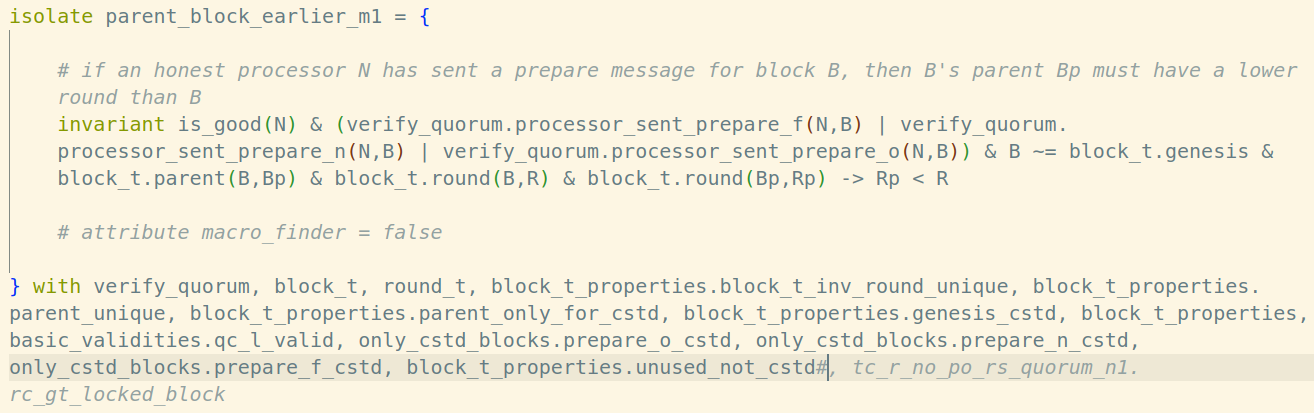 isolate parent_block_earlier_m1 = {
# if an honest processor N has sent a prepare message for block B, then B's parent Bp must have a lower
round than B
invariant is_good(N) & (verify_quorum.processor_sent_prepare_f(N,B) | verify_quorum.
processor_sent_prepare_n(N,B) | verify_quorum.processor_sent_prepare_o(N,B)) & B ~= block_t.genesis &
block_t.parent(B,Bp) & block_t.round(B,R) & block_t.round(Bp,Rp) -> Rp < R
# attribute macro_finder = false
} with verify_quorum, block_t, round_t, block_t_properties.block_t_inv_round_unique, block_t_properties.
parent_unique, block_t_properties.parent_only_for_cstd, block_t_properties.genesis_cstd, block_t_properties,
basic_validities.qc_l_valid, only_cstd_blocks.prepare_o_cstd, only_cstd_blocks.prepare_n_cstd,
only_cstd_blocks.prepare_f_cstd, block_t_properties.unused_not_cstd#, tc_r_no_po_rs_quorum_n1.
rc_gt_locked_block